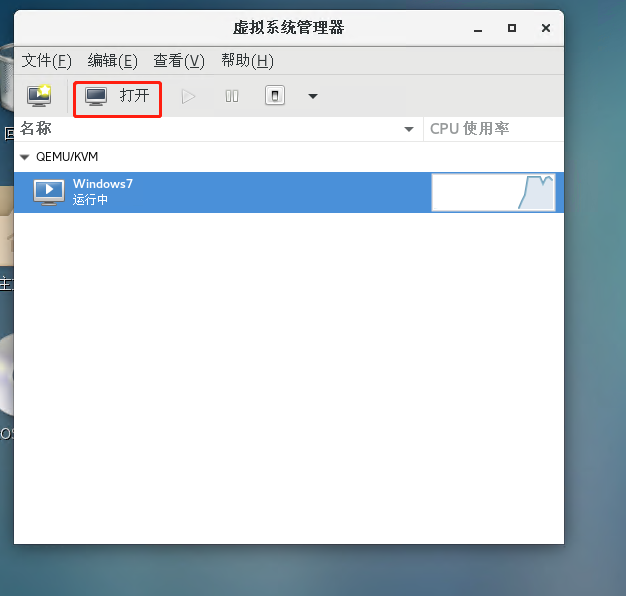 虚拟系统管理器
文件(F) 编辑(E) 查看(V) 帮助(H)
打开
名称 CPU 使用率
QEMU/KVM
Windows7
运行中
主